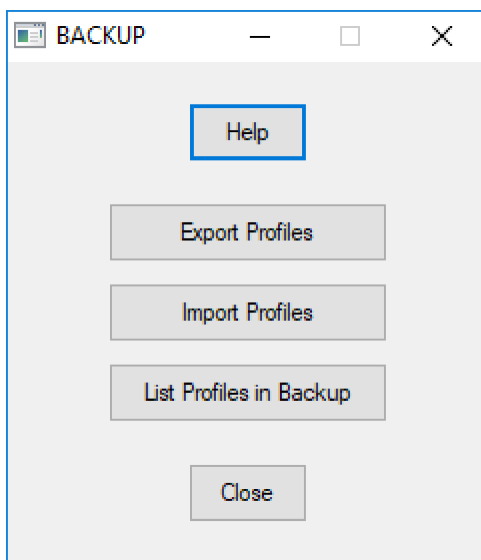 BACKUP
Help
Export Profiles
Import Profiles
List Profiles in Backup
Close